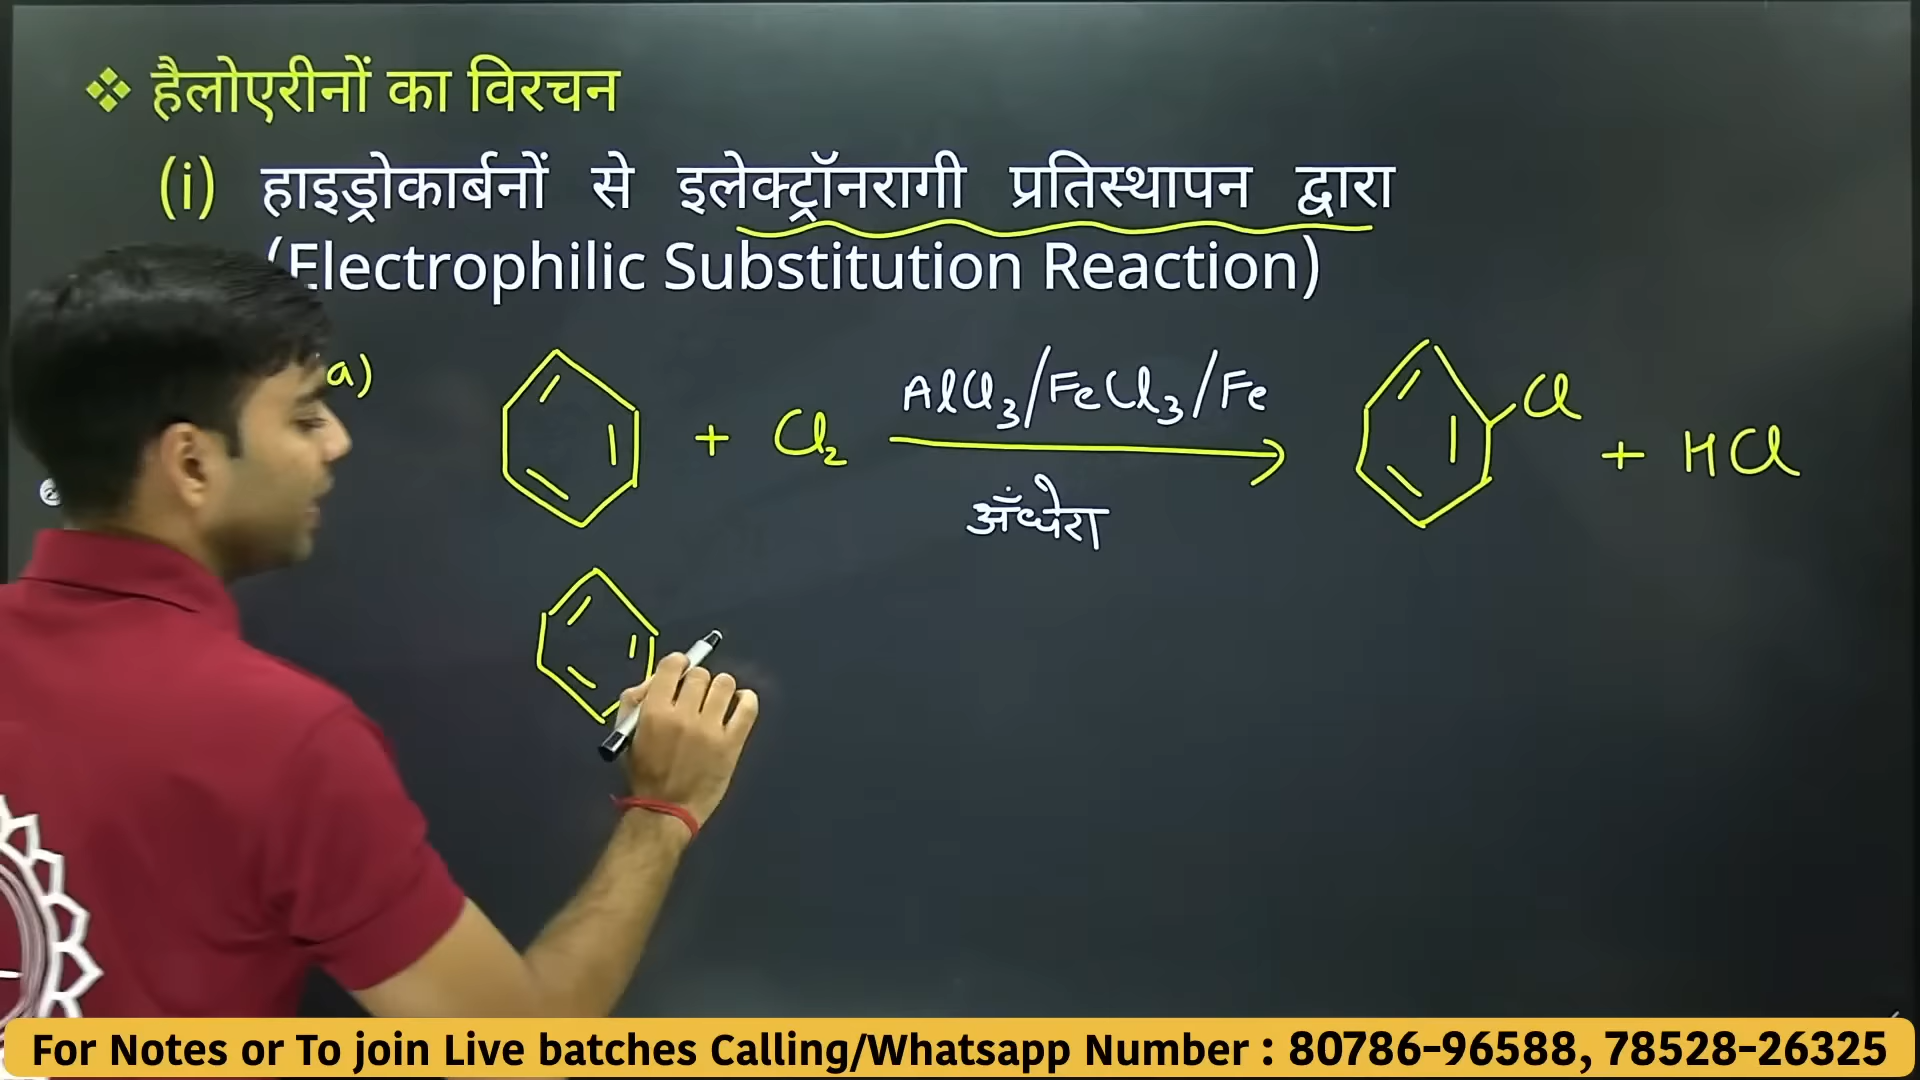 ❖ हैलोएरीनों का विरचन
(i) हाइड्रोकार्बनों से इलेक्ट्रॉनरागी प्रतिस्थापन द्वारा
(Electrophilic Substitution Reaction)
a)
+ Cl₂
AlCl₃/FeCl₃/Fe
अँधेरा
Cl
+ HCl
For Notes or To join Live batches Calling/Whatsapp Number : 80786-96588, 78528-26325